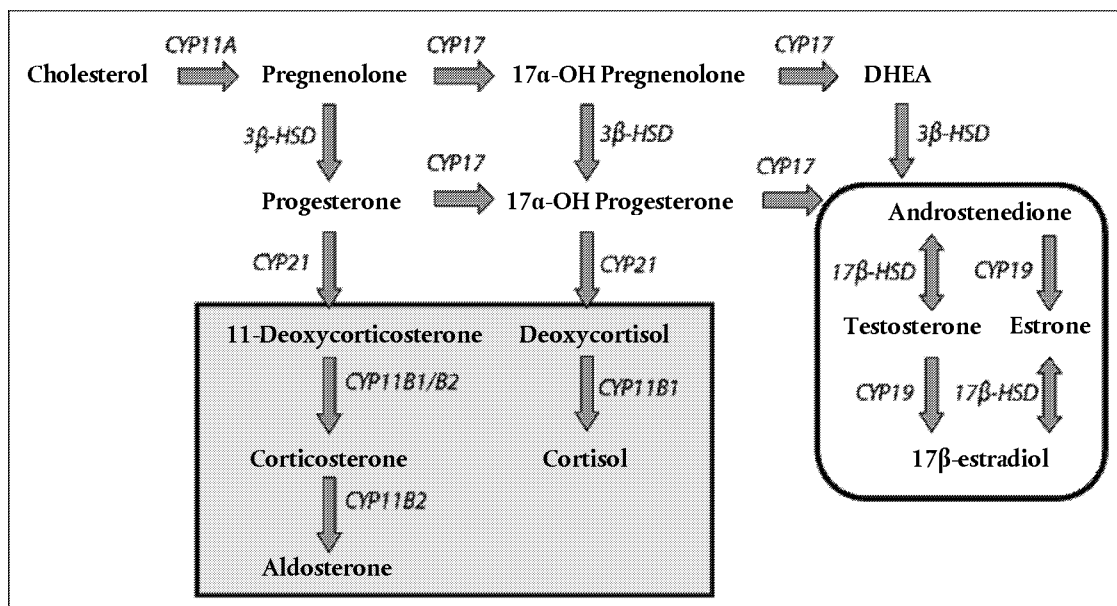 CYP11A CYP17 CYP17
Cholesterol Pregnenolone 17α-OH Pregnenolone DHEA
3β-HSD 3β-HSD 3β-HSD
CYP17 CYP17
Progesterone 17α-OH Progesterone
Androstenedione
CYP21 CYP21 17β-HSD CYP19
11-Deoxycorticosterone Deoxycortisol Testosterone Estrone
CYP11B1/B2 CYP11B1 CYP19 17β-HSD
Corticosterone Cortisol 17β-estradiol
CYP11B2
Aldosterone